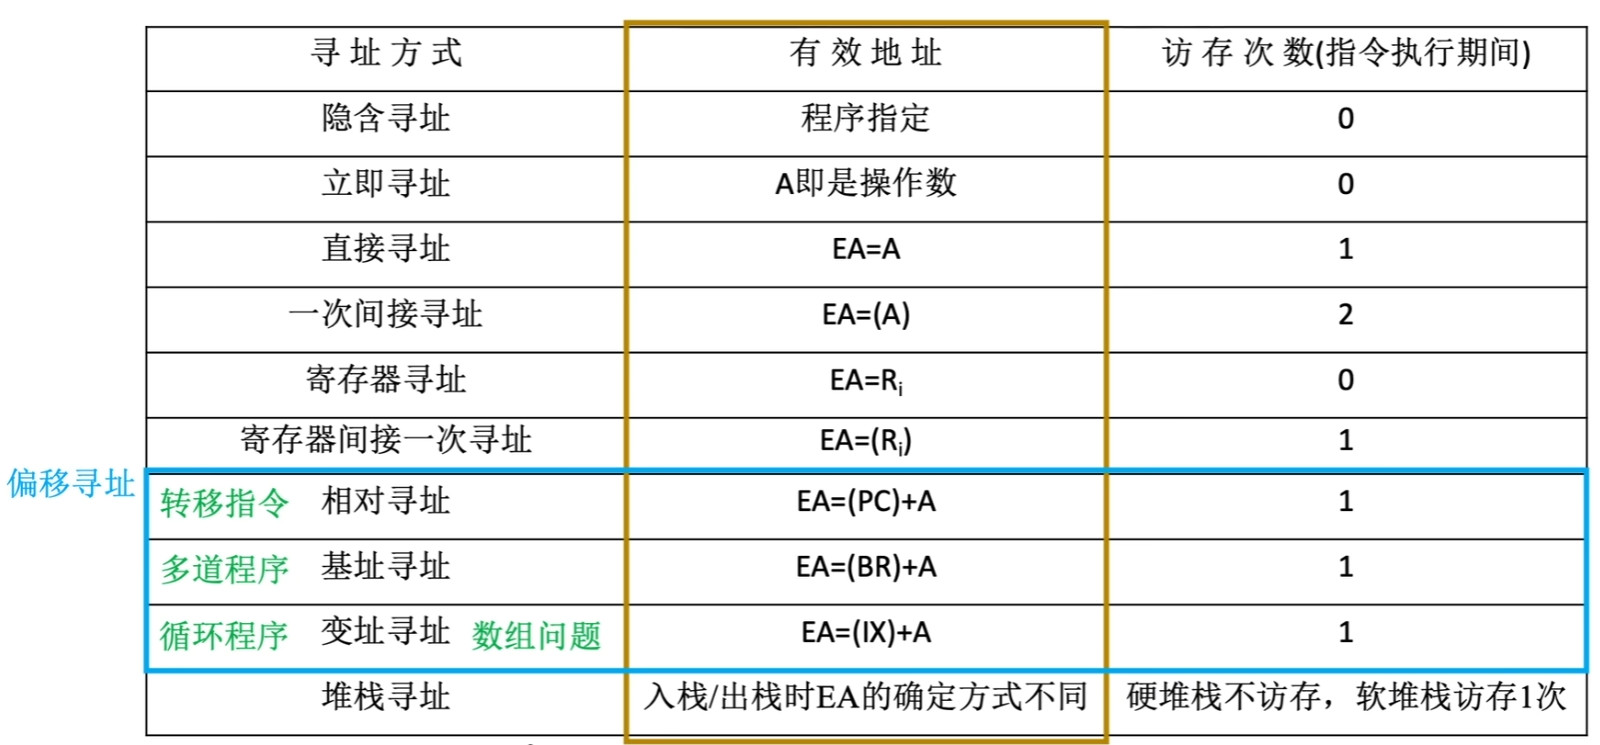 寻 址 方 式 有 效 地 址 访 存 次 数(指令执行期间)
隐含寻址 程序指定 0
立即寻址 A即是操作数 0
直接寻址 EA=A 1
一次间接寻址 EA=(A) 2
寄存器寻址 EA=Rᵢ 0
寄存器间接一次寻址 EA=(Rᵢ) 1
偏移寻址
转移指令 相对寻址 EA=(PC)+A 1
多道程序 基址寻址 EA=(BR)+A 1
循环程序 变址寻址 数组问题 EA=(IX)+A 1
堆栈寻址 入栈/出栈时EA的确定方式不同 硬堆栈不访存，软堆栈访存1次